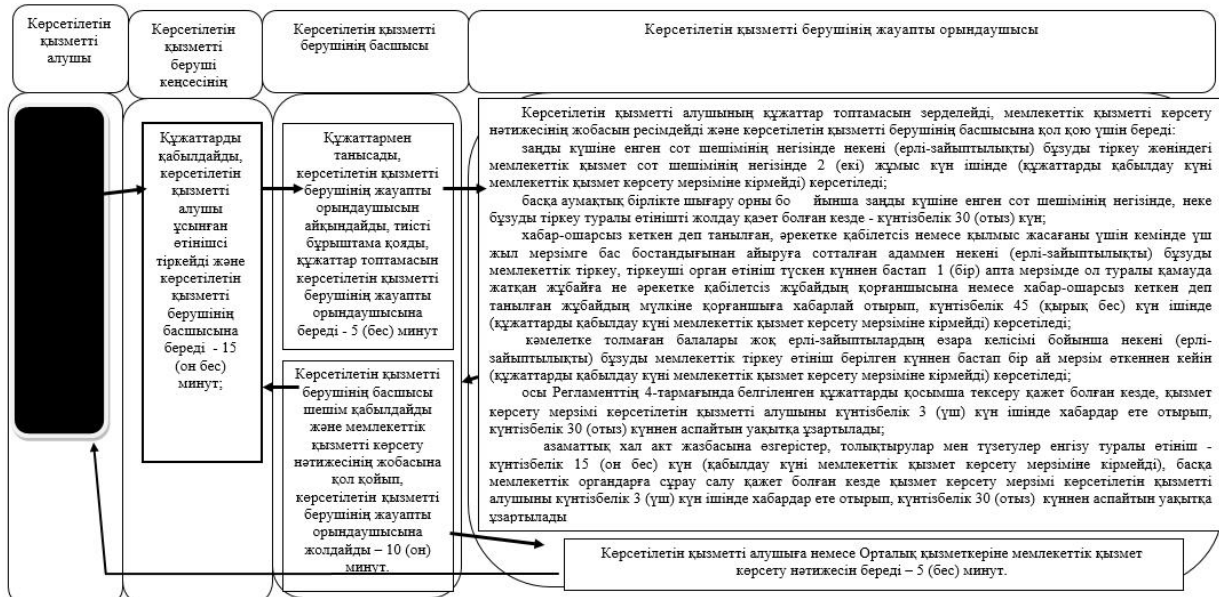 Көрсетілетін
қызметті
алушы
Көрсетілетін
қызметті
беруші
кеңсесінің
Көрсетілетін қызметті
берушінің басшысы
Көрсетілетін қызметті берушінің жауапты орындаушысы
Құжаттарды
қабылдайды,
көрсетілетін
қызметті
алушы
ұсынған
өтінішсі
тіркейді және
көрсетілетін
қызметті
берушінің
басшысына
береді - 15
(он бес)
минут;
Құжаттармен
танысады,
көрсетілетін қызметті
берушінің жауапты
орындаушысын
айқындайды, тиісті
бұрыштама қояды,
құжаттар топтамасын
көрсетілетін қызметті
берушінің жауапты
орындаушысына
береді - 5 (бес) минут
Көрсетілетін қызметті
берушінің басшысы
шешім қабылдайды
және мемлекеттік
қызметті көрсету
нәтижесінің жобасына
қол қойып,
көрсетілетін қызметті
берушінің жауапты
орындаушысына
жолдайды – 10 (он)
минут.
Көрсетілетін қызметті алушының құжаттар топтамасын зерделейді, мемлекеттік қызметті көрсету
нәтижесінің жобасын ресімдейді және көрсетілетін қызметті берушінің басшысына қол қою үшін береді:
заңды күшіне енген сот шешімінің негізінде некені (ерлі-зайыптылықты) бұзуды тіркеу жөніндегі
мемлекеттік қызмет сот шешімінің негізінде 2 (екі) жұмыс күн ішінде (құжаттарды қабылдау күні
мемлекеттік қызмет көрсету мерзіміне кірмейді) көрсетіледі;
басқа аумақтық бірлікте шығару орны бо йынша заңды күшіне енген сот шешімінің негізінде, неке
бұзуды тіркеу туралы өтінішті жолдау қажет болған кезде - күнтізбелік 30 (отыз) күн;
хабар-ошарсыз кеткен деп танылған, әрекетке қабілетсіз немесе қылмыс жасағаны үшін кемінде үш
жыл мерзімге бас бостандығынан айыруға сотталған адаммен некені (ерлі-зайыптылықты) бұзуды
мемлекеттік тіркеу, тіркеуші орган өтініш түскен күннен бастап 1 (бір) апта мерзімде ол туралы қамауда
жатқан жұбайға не әрекетке қабілетсіз жұбайдың қорғаншысына немесе хабар-ошарсыз кеткен деп
танылған жұбайдың мүлкіне қорғаншыға хабарлай отырып, күнтізбелік 45 (қырық бес) күн ішінде
(құжаттарды қабылдау күні мемлекеттік қызмет көрсету мерзіміне кірмейді) көрсетіледі;
кәмелетке толмаған балалары жоқ ерлі-зайыптылардың өзара келісімі бойынша некені (ерлі-
зайыптылықты) бұзуды мемлекеттік тіркеу өтініш берілген күннен бастап бір ай мерзім өткеннен кейін
(құжаттарды қабылдау күні мемлекеттік қызмет көрсету мерзіміне кірмейді) көрсетіледі;
осы Регламенттің 4-тармағында белгіленген құжаттарды қосымша тексеру қажет болған кезде, қызмет
көрсету мерзімі көрсетілетін қызметті алушыны күнтізбелік 3 (үш) күн ішінде хабардар ете отырып,
күнтізбелік 30 (отыз) күннен аспайтын уақытқа ұзартылады;
азаматтық хал акт жазбасына өзгерістер, толықтырулар мен түзетулер енгізу туралы өтініш -
күнтізбелік 15 (он бес) күн (қабылдау күні мемлекеттік қызмет көрсету мерзіміне кірмейді), басқа
мемлекеттік органдарға сұрау салу қажет болған кезде қызмет көрсету мерзімі көрсетілетін қызметті
алушыны күнтізбелік 3 (үш) күн ішінде хабардар ете отырып, күнтізбелік 30 (отыз) күннен аспайтын уақытқа
ұзартылады
Көрсетілетін қызметті алушыға немесе Орталық қызметкеріне мемлекеттік қызмет
көрсету нәтижесін береді – 5 (бес) минут.